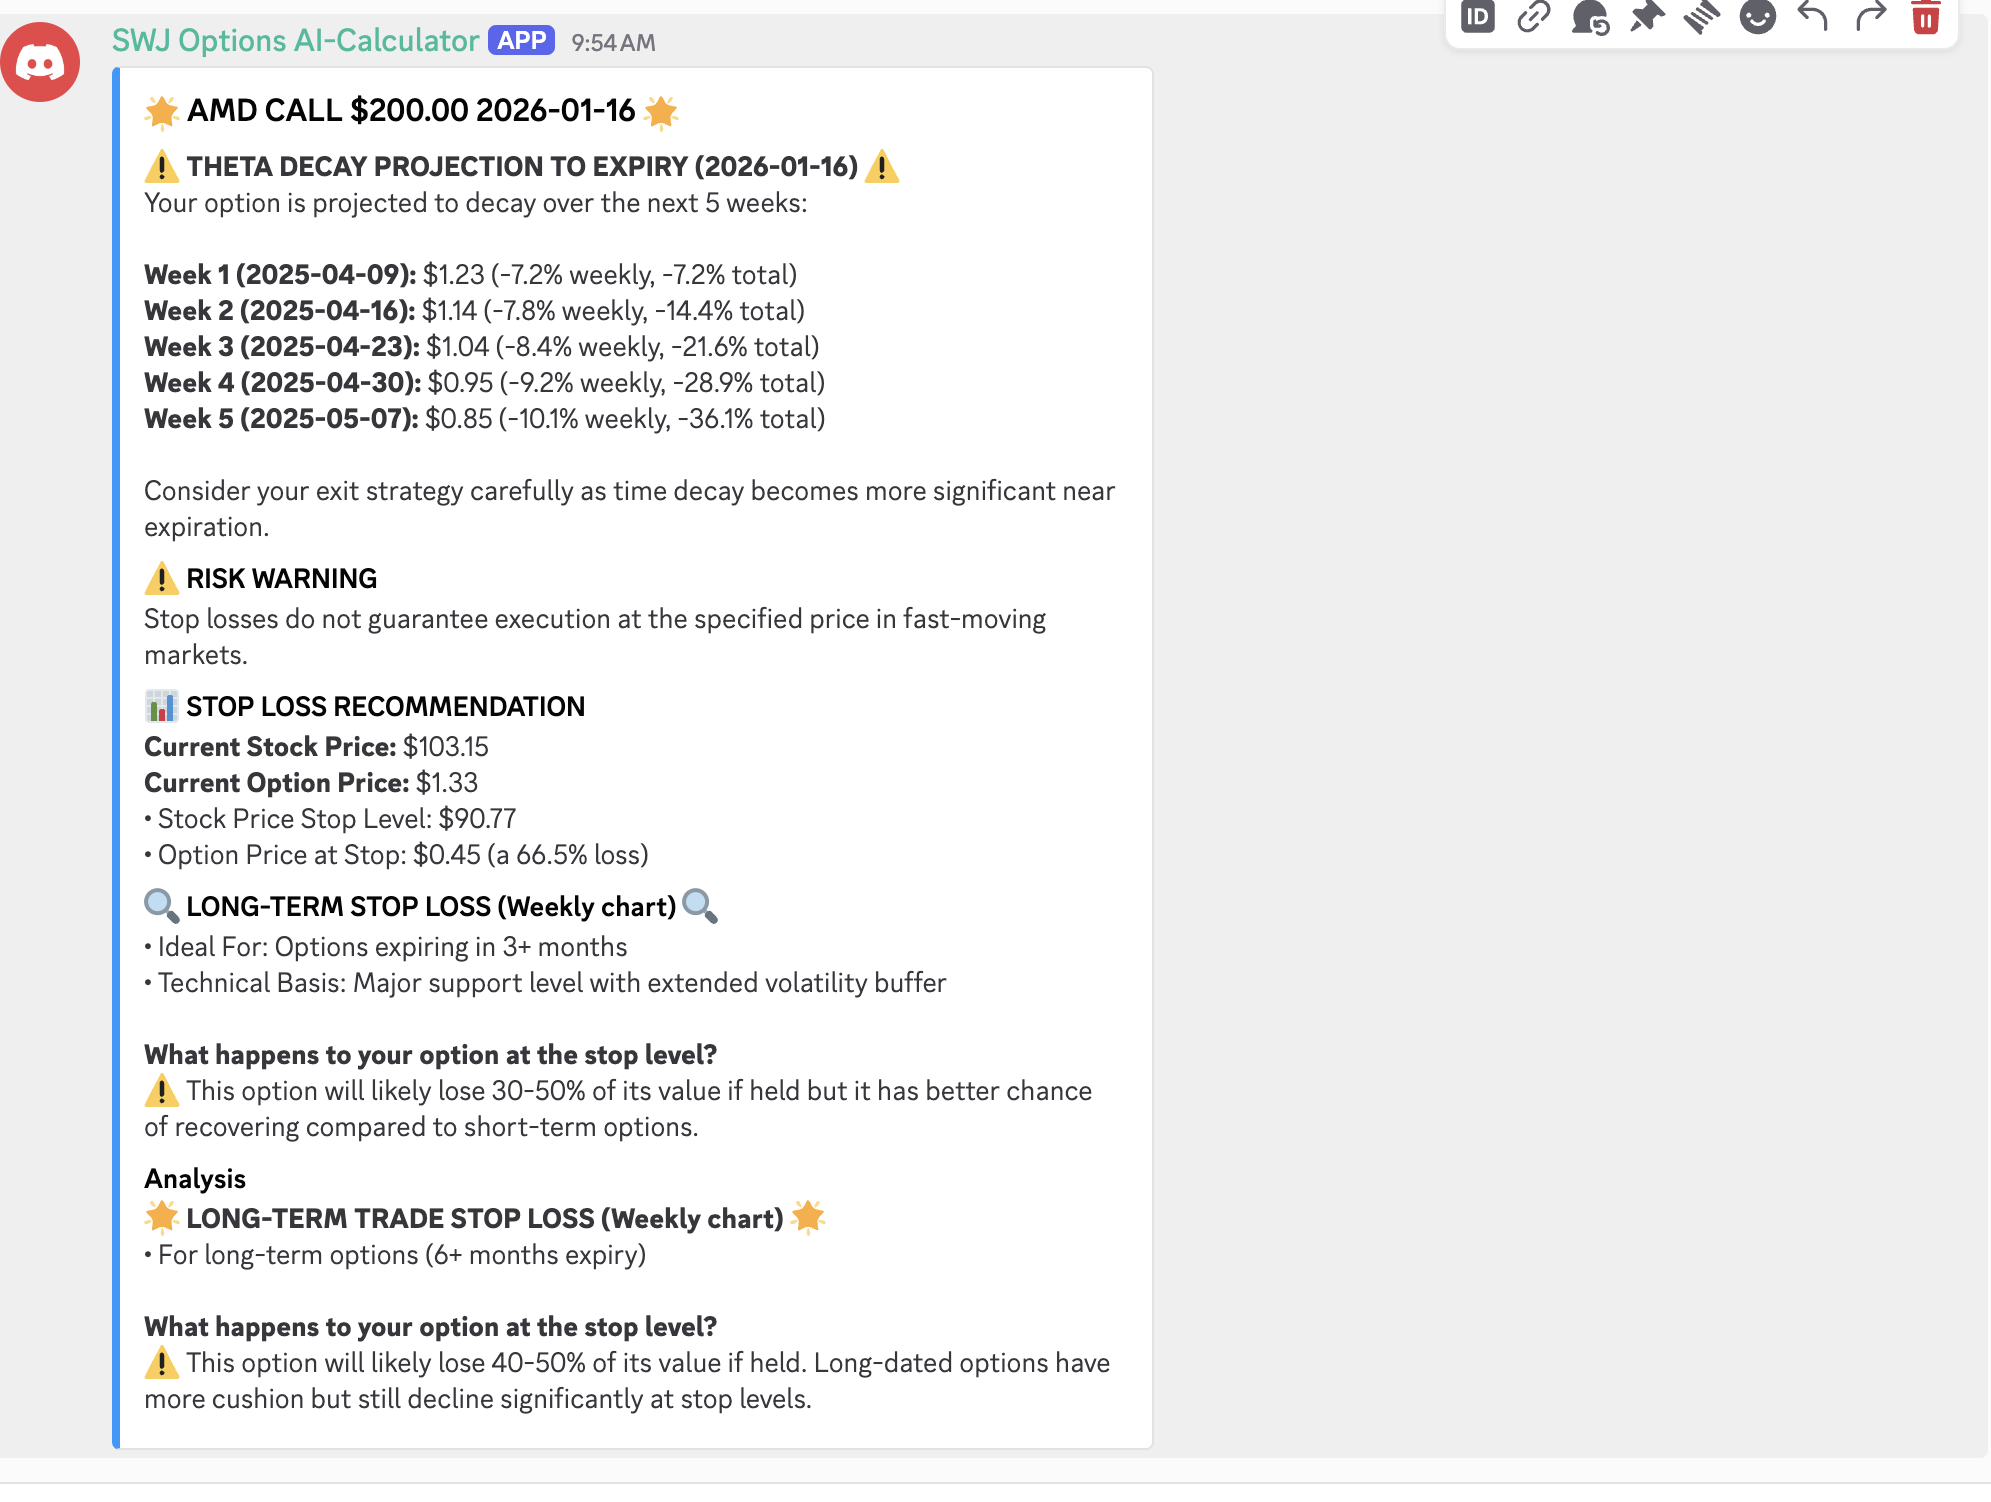 SWJ Options AI-Calculator APP 9:54 AM
ID
AMD CALL $200.00 2026-01-16
THETA DECAY PROJECTION TO EXPIRY (2026-01-16)
Your option is projected to decay over the next 5 weeks:
Week 1 (2025-04-09): $1.23 (-7.2% weekly, -7.2% total)
Week 2 (2025-04-16): $1.14 (-7.8% weekly, -14.4% total)
Week 3 (2025-04-23): $1.04 (-8.4% weekly, -21.6% total)
Week 4 (2025-04-30): $0.95 (-9.2% weekly, -28.9% total)
Week 5 (2025-05-07): $0.85 (-10.1% weekly, -36.1% total)
Consider your exit strategy carefully as time decay becomes more significant near
expiration.
RISK WARNING
Stop losses do not guarantee execution at the specified price in fast-moving
markets.
STOP LOSS RECOMMENDATION
Current Stock Price: $103.15
Current Option Price: $1.33
• Stock Price Stop Level: $90.77
• Option Price at Stop: $0.45 (a 66.5% loss)
LONG-TERM STOP LOSS (Weekly chart)
• Ideal For: Options expiring in 3+ months
• Technical Basis: Major support level with extended volatility buffer
What happens to your option at the stop level?
This option will likely lose 30-50% of its value if held but it has better chance
of recovering compared to short-term options.
Analysis
LONG-TERM TRADE STOP LOSS (Weekly chart)
• For long-term options (6+ months expiry)
What happens to your option at the stop level?
This option will likely lose 40-50% of its value if held. Long-dated options have
more cushion but still decline significantly at stop levels.